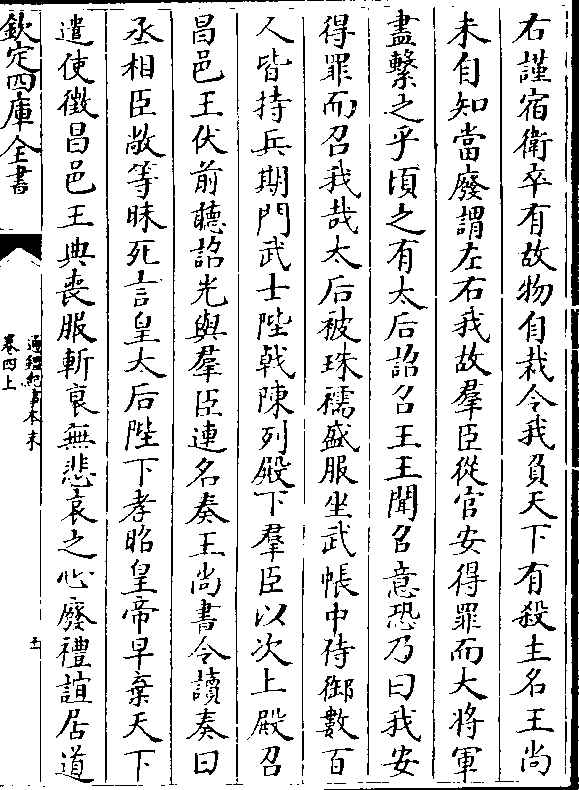 右謹宿衛卒有故物自裁令我負天下有殺主名王尚
未自知當廢謂左右我故羣臣從官安得罪而大將軍
盡繫之乎頃之有太后詔召王王聞召意恐乃曰我安
得罪而召我哉太后被珠襦盛服坐武帳中侍御數百
人皆持兵期門武士陛㦸陳列殿下羣臣以次上殿召
昌邑王伏前聽詔光與羣臣連名奏王尚書令讀奏曰
丞相臣敞等昧死言皇太后陛下孝昭皇帝早棄天下
遣使徵昌邑王典喪服斬衰無悲哀之心廢禮誼居道
欽定四庫全書
通鑑紀事本末
卷四上
五